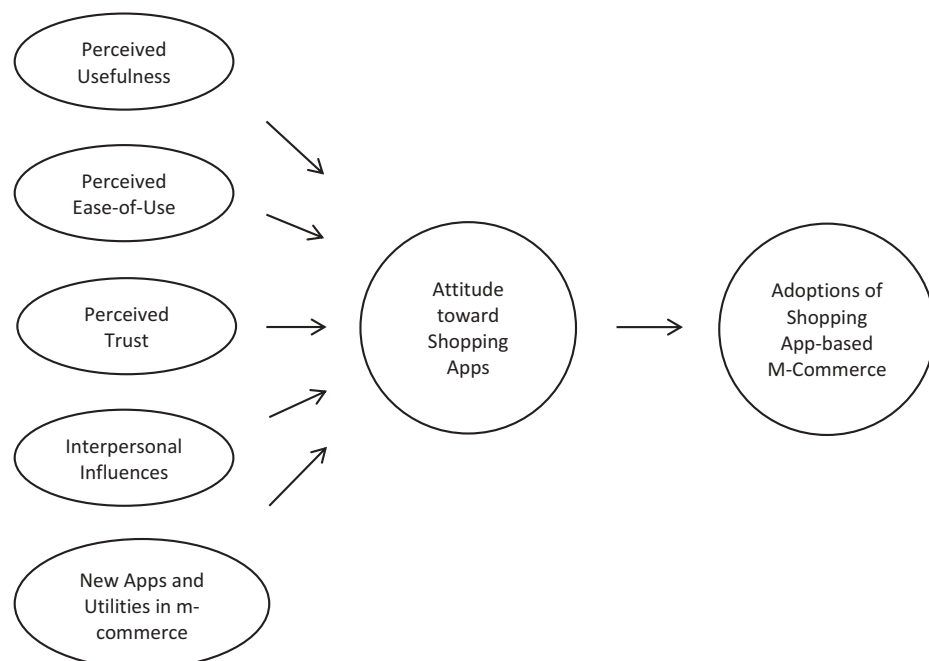 Perceived
Usefulness
Perceived
Ease-of-Use
Perceived
Trust
Interpersonal
Influences
New Apps and
Utilities in m-
commerce
Attitude
toward
Shopping
Apps
Adoptions of
Shopping
App-based
M-Commerce